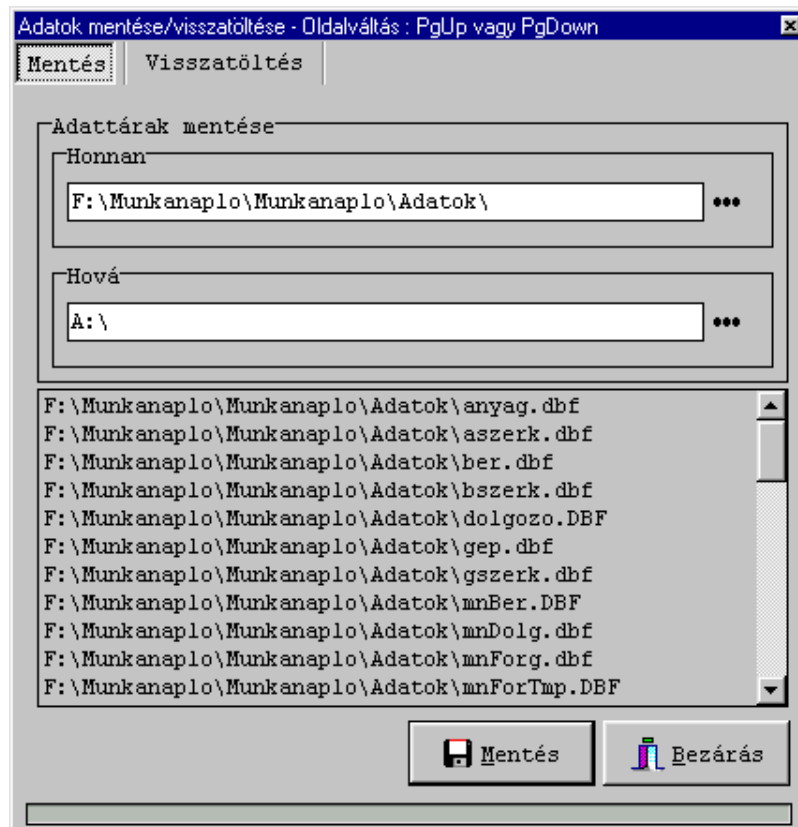 Adatok mentése/visszatöltése - Oldalváltás : PgUp vagy PgDown
Mentés Visszatöltés
Adattárak mentése
Honnan
F:\Munkanaplo\Munkanaplo\Adatok\
Hová
A:\
F:\Munkanaplo\Munkanaplo\Adatok\anyag.dbf
F:\Munkanaplo\Munkanaplo\Adatok\aszerk.dbf
F:\Munkanaplo\Munkanaplo\Adatok\ber.dbf
F:\Munkanaplo\Munkanaplo\Adatok\bszerk.dbf
F:\Munkanaplo\Munkanaplo\Adatok\dolgozo.DBF
F:\Munkanaplo\Munkanaplo\Adatok\gep.dbf
F:\Munkanaplo\Munkanaplo\Adatok\gszerk.dbf
F:\Munkanaplo\Munkanaplo\Adatok\mnBer.DBF
F:\Munkanaplo\Munkanaplo\Adatok\mnDolg.dbf
F:\Munkanaplo\Munkanaplo\Adatok\mnForg.dbf
F:\Munkanaplo\Munkanaplo\Adatok\mnForTmp.DBF
Mentés Bezárás